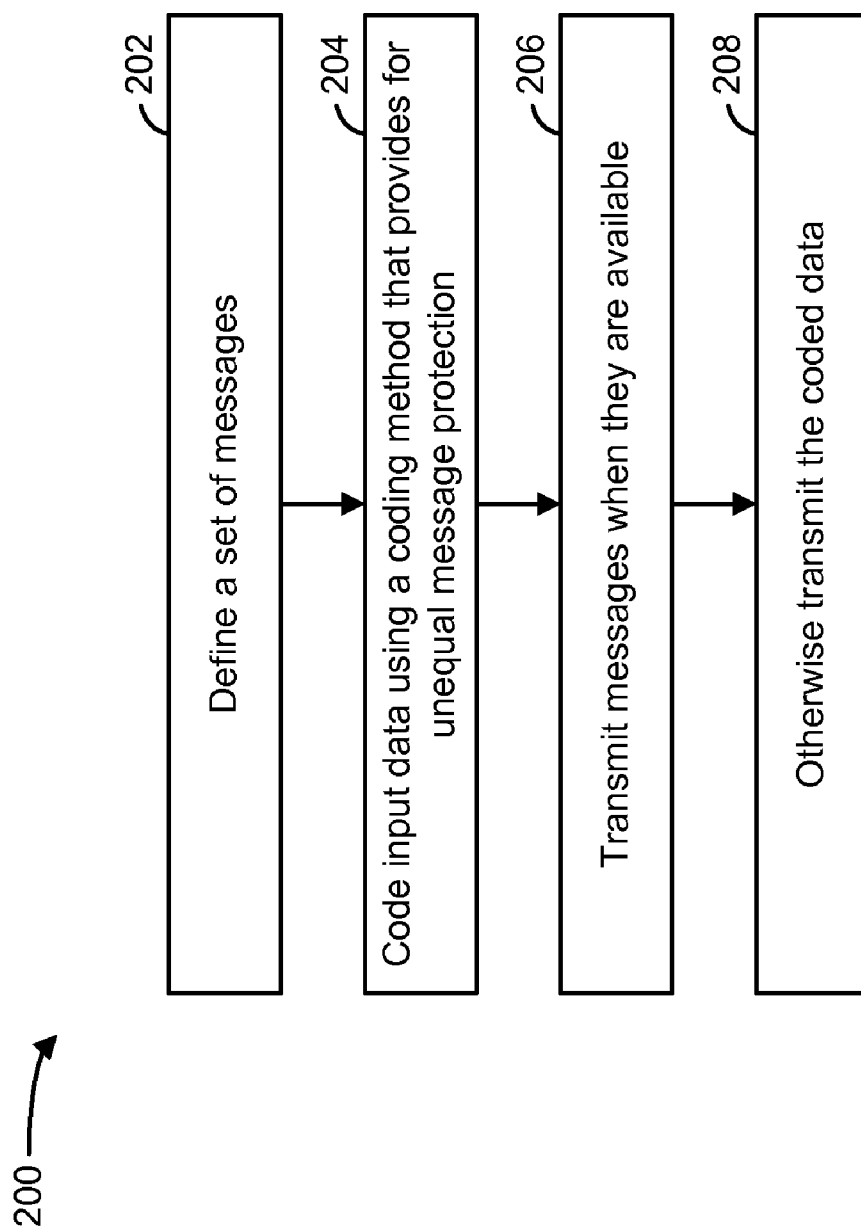 200
202
Define a set of messages
204
Code input data using a coding method that provides for
unequal message protection
206
Transmit messages when they are available
208
Otherwise transmit the coded data